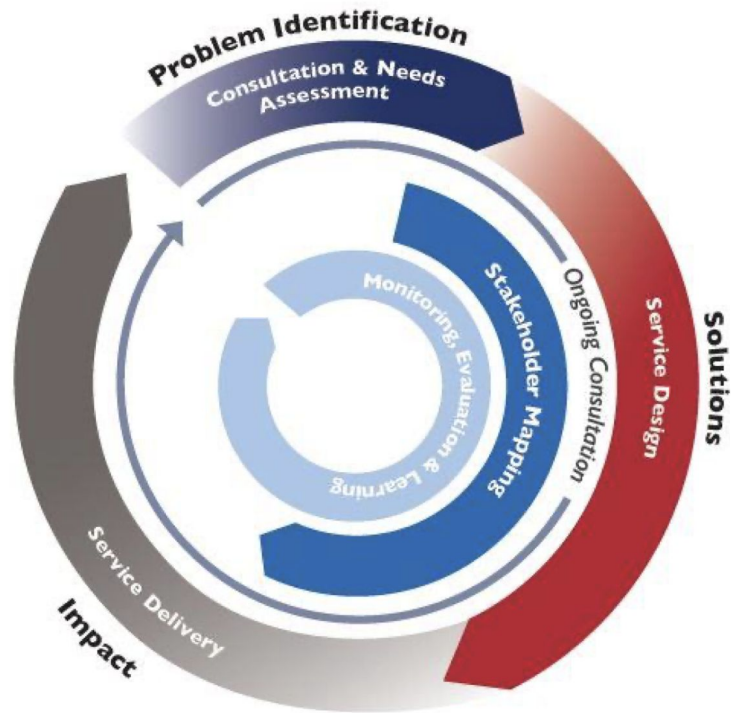 Problem Identification
Consultation & Needs
Assessment
Ongoing Consultation
Stakeholder Mapping
Monitoring, Evaluation & Learning
Service Design
Solutions
Service Delivery
Impact